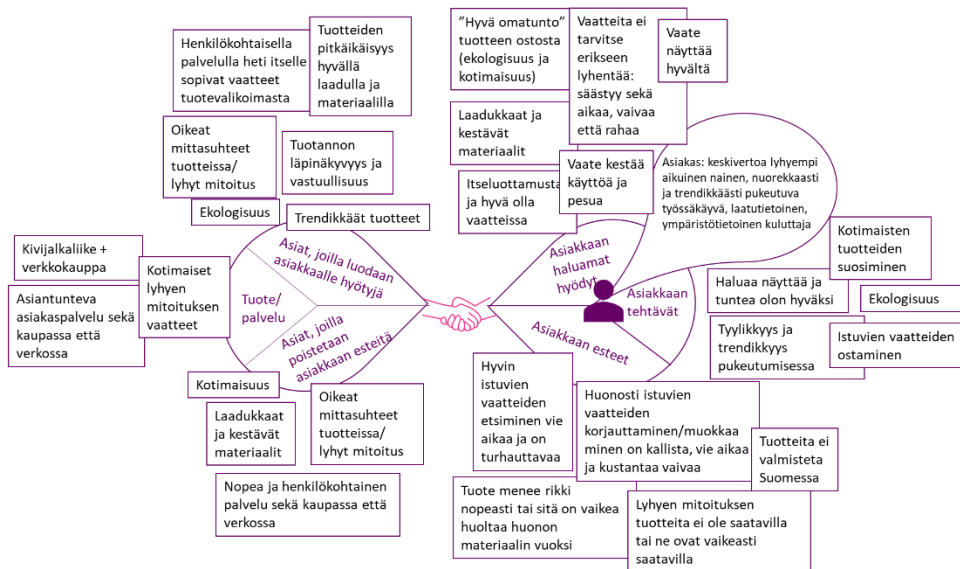 Henkilökohtaisella
palvelulla heti itselle
sopivat vaatteet
tuotevalikoimasta
Tuotteiden
pitkäikäisyys
hyvällä
laadulla ja
materiaalilla
Oikeat
mittasuhteet
tuotteissa/
lyhyt mitoitus
Tuotannon
läpinäkyvyys ja
vastuullisuus
Ekologisuus
Trendikkäät tuotteet
Kivijalkaliike +
verkkokauppa
Asiantunteva
asiakaspalvelu sekä
kaupassa että
verkossa
Kotimaiset
lyhyen
mitoituksen
vaatteet
Tuote/
palvelu
Asiat, joilla luodaan
asiakkaalle hyötyjä
Asiat, joilla
poistetaan
asiakkaan esteitä
Kotimaisuus
Laadukkaat
ja kestävät
materiaalit
Oikeat
mittasuhteet
tuotteissa/
lyhyt mitoitus
Nopea ja henkilökohtainen
palvelu sekä kaupassa että
verkossa
”Hyvä omatunto”
tuotteen ostosta
(ekologisuus ja
kotimaisuus)
Vaatteita ei
tarvitse
erikseen
lyhentää:
säästyy sekä
aikaa, vaivaa
että rahaa
Vaate
näyttää
hyvältä
Laadukkaat ja
kestävät
materiaalit
Itseluottamusta
ja hyvä olla
vaatteissa
Vaate kestää
käyttöä ja
pesua
Asiakas: keskivertoa lyhyempi
aikuinen nainen, nuorekkaasti
ja trendikkäästi pukeutuva
työssäkäyvä, laatutietoinen,
ympäristötietoinen kuluttaja
Asiakkaan
haluamat
hyödyt
Asiakkaan
tehtävät
Asiakkaan esteet
Kotimaisten
tuotteiden
suosiminen
Haluaa näyttää ja
tuntea olon hyväksi
Ekologisuus
Tyylikkyys ja
trendikkyys
pukeutumisessa
Istuvien vaatteiden
ostaminen
Hyvin
istuvien
vaatteiden
etsiminen vie
aikaa ja on
turhauttavaa
Huonosti istuvien
vaatteiden
korjauttaminen/muokkaa
minen on kallista, vie aikaa
ja kustantaa vaivaa
Tuotteita ei
valmisteta
Suomessa
Tuote menee rikki
nopeasti tai sitä on vaikea
huoltaa huonon
materiaalin vuoksi
Lyhyen mitoituksen
tuotteita ei ole saatavilla
tai ne ovat vaikeasti
saatavilla